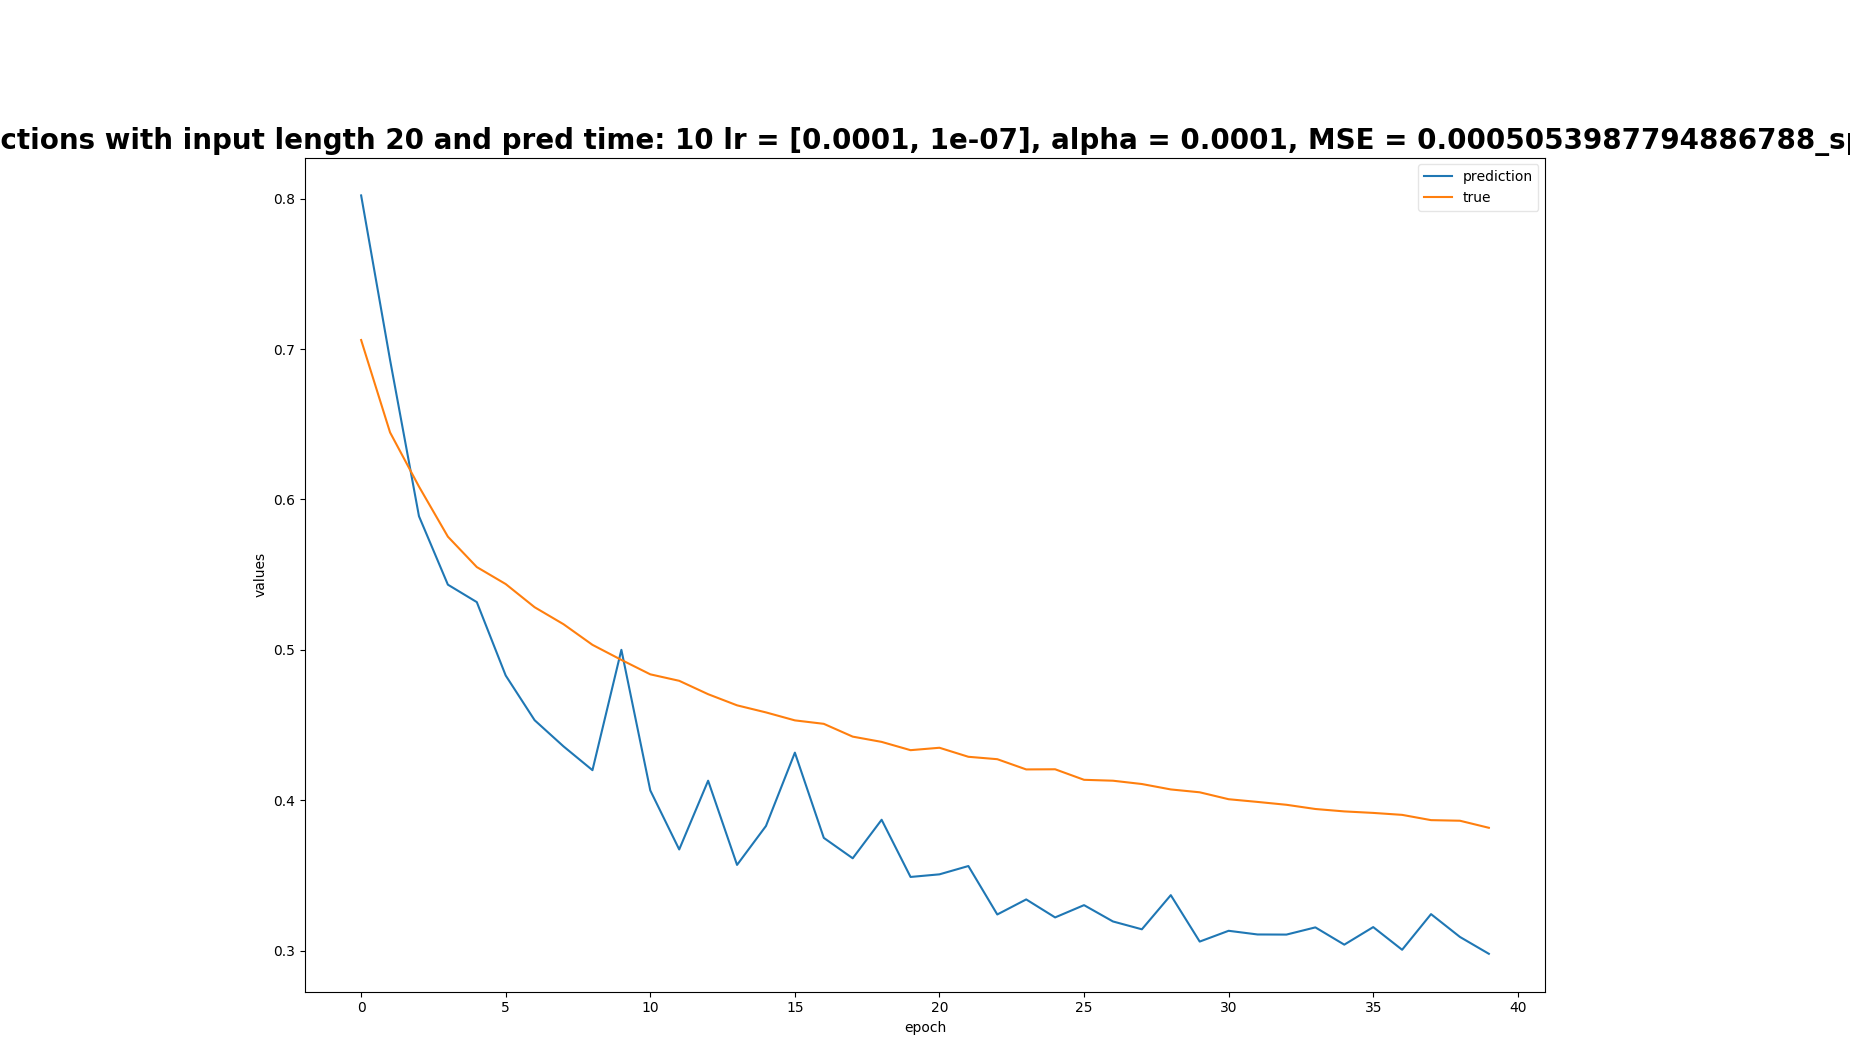 ctions with input length 20 and pred time: 10 lr = [0.0001, 1e-07], alpha = 0.0001, MSE = 0.0005053987794886788_sp
prediction
true
0.8
0.7
0.6
0.5
0.4
0.3
values
0 5 10 15 20 25 30 35 40
epoch